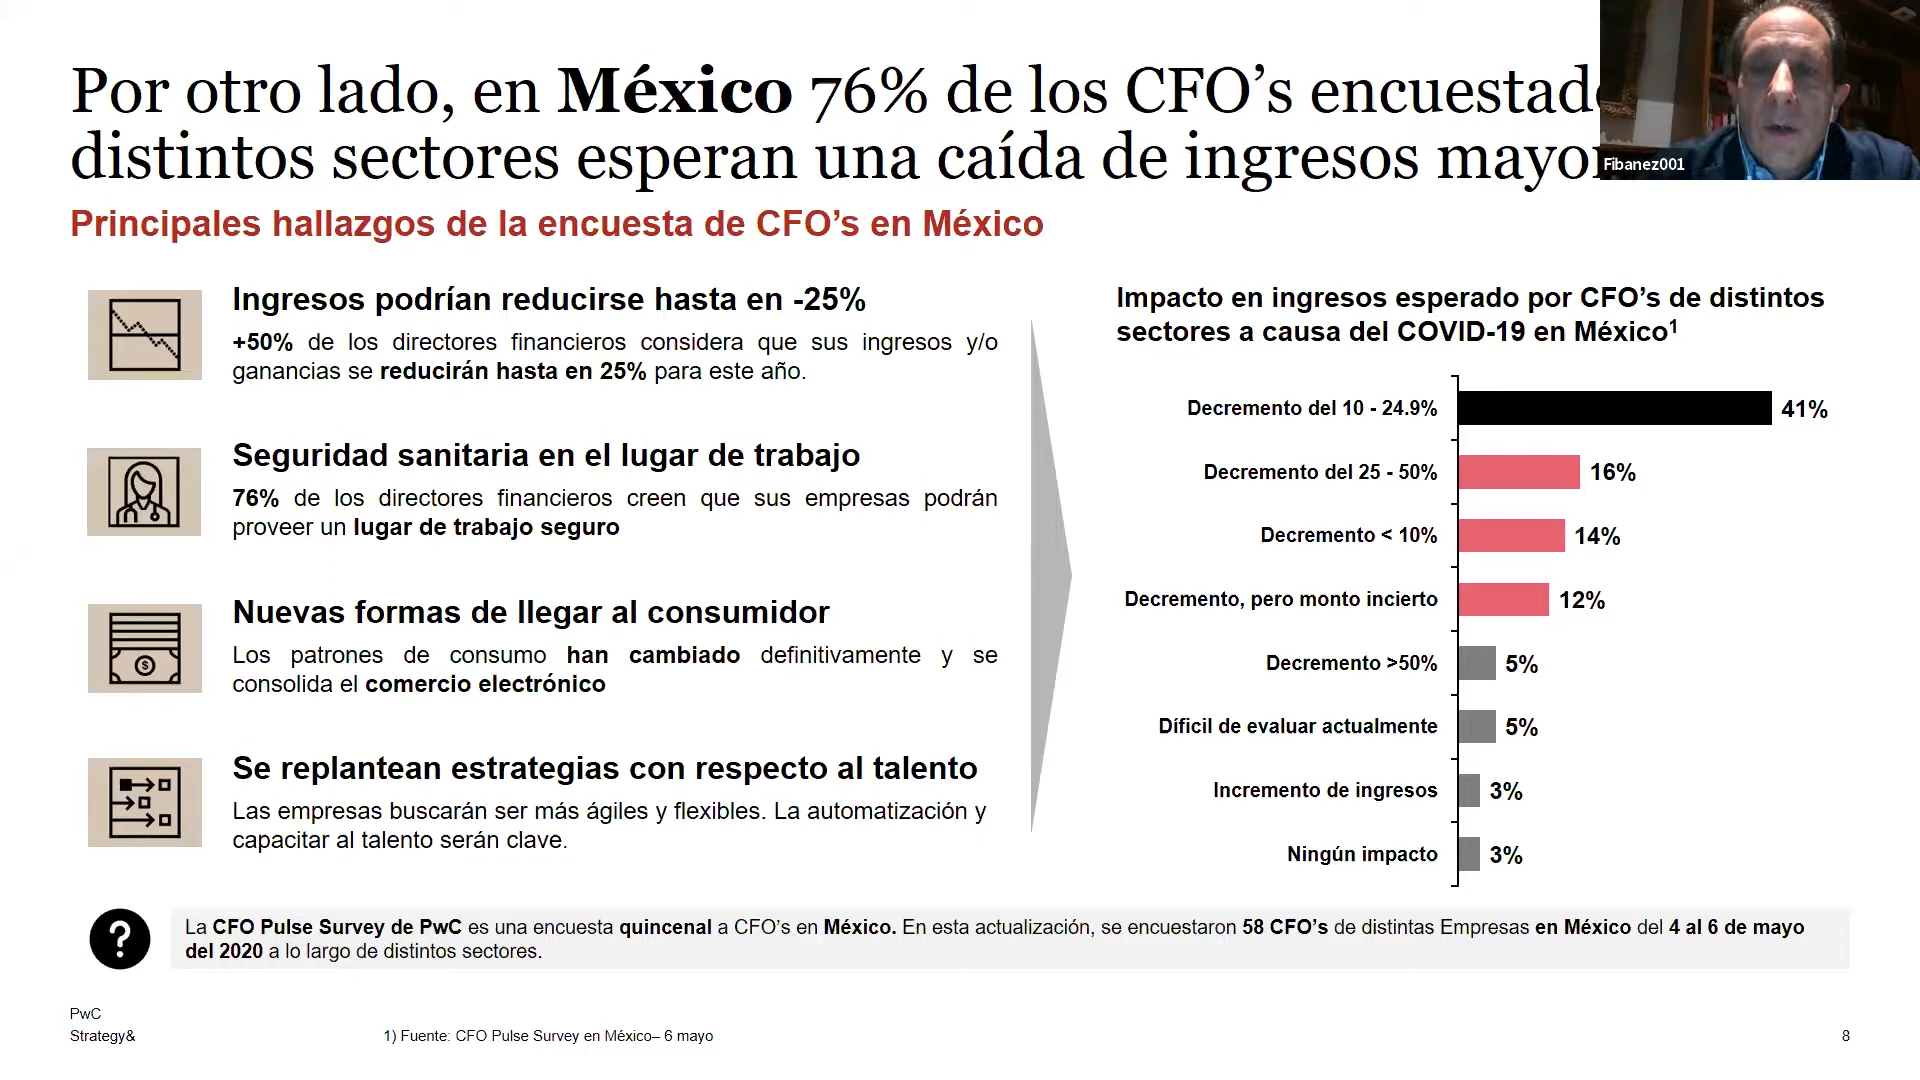 Por otro lado, en México 76% de los CFO’s
distintos sectores esperan una caída de ingresos
Fibanez001
Principales hallazgos de la encuesta de CFO’s en México
Ingresos podrían reducirse hasta en -25%
+50% de los directores financieros considera que sus ingresos y/o
ganancias se reducirán hasta en 25% para este año.
Seguridad sanitaria en el lugar de trabajo
76% de los directores financieros creen que sus empresas podrán
proveer un lugar de trabajo seguro
Nuevas formas de llegar al consumidor
Los patrones de consumo han cambiado definitivamente y se
consolida el comercio electrónico
$
Se replantean estrategias con respecto al talento
Las empresas buscarán ser más ágiles y flexibles. La automatización y
capacitar al talento serán clave.
Impacto en ingresos esperado por CFO’s de distintos
sectores a causa del COVID-19 en México¹
Decremento del 10 - 24.9% 41%
Decremento del 25 - 50% 16%
Decremento < 10% 14%
Decremento, pero monto incierto 12%
Decremento >50% 5%
Díficil de evaluar actualmente 5%
Incremento de ingresos 3%
Ningún impacto 3%
?
La CFO Pulse Survey de PwC es una encuesta quincenal a CFO’s en México. En esta actualización, se encuestaron 58 CFO’s de distintas Empresas en México del 4 al 6 de mayo
del 2020 a lo largo de distintos sectores.
PwC
Strategy&
1) Fuente: CFO Pulse Survey en México– 6 mayo
8